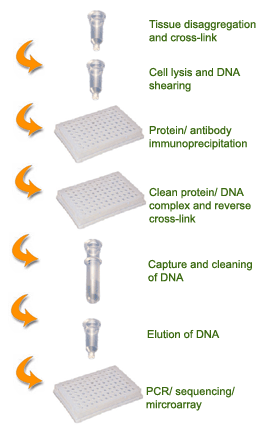 Tissue disaggregation
and cross-link
Cell lysis and DNA
shearing
Protein/ antibody
immunoprecipitation
Clean protein/ DNA
complex and reverse
cross-link
Capture and cleaning
of DNA
Elution of DNA
PCR/ sequencing/
mircroarray